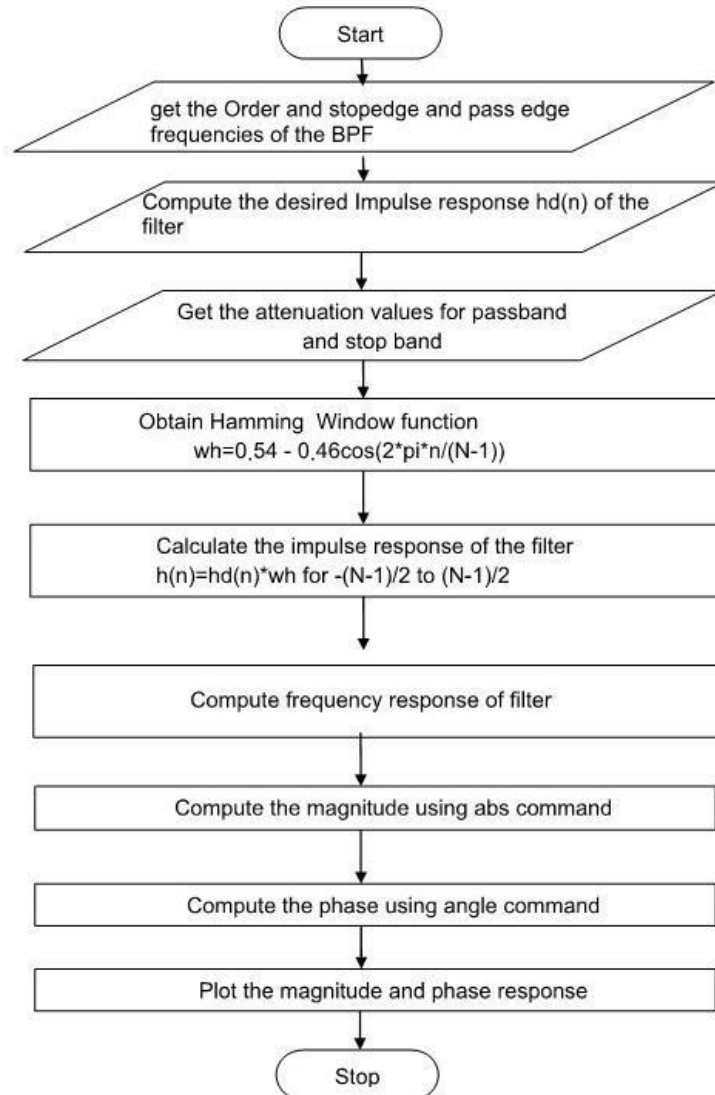 Start
get the Order and stopedge and pass edge
frequencies of the BPF
Compute the desired Impulse response hd(n) of the
filter
Get the attenuation values for passband
and stop band
Obtain Hamming Window function
wh=0.54 - 0.46cos(2*pi*n/(N-1))
Calculate the impulse response of the filter
h(n)=hd(n)*wh for -(N-1)/2 to (N-1)/2
Compute frequency response of filter
Compute the magnitude using abs command
Compute the phase using angle command
Plot the magnitude and phase response
Stop